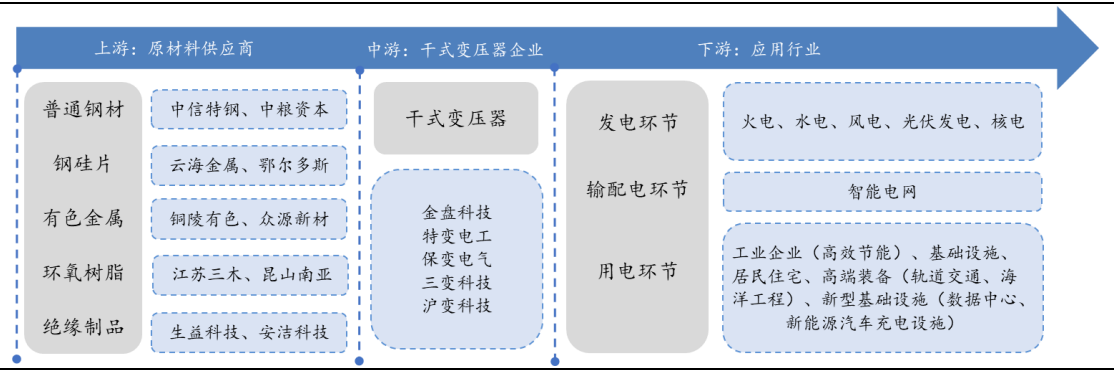 上游：原材料供应商
中游：干式变压器企业
下游：应用行业
普通钢材
中信特钢、中粮资本
钢硅片
云海金属、鄂尔多斯
有色金属
铜陵有色、众源新材
环氧树脂
江苏三木、昆山南亚
绝缘制品
生益科技、安洁科技
干式变压器
金盘科技
特变电工
保变电气
三变科技
沪变科技
发电环节
火电、水电、风电、光伏发电、核电
输配电环节
智能电网
用电环节
工业企业（高效节能）、基础设施、
居民住宅、高端装备（轨道交通、海
洋工程）、新型基础设施（数据中心、
新能源汽车充电设施）